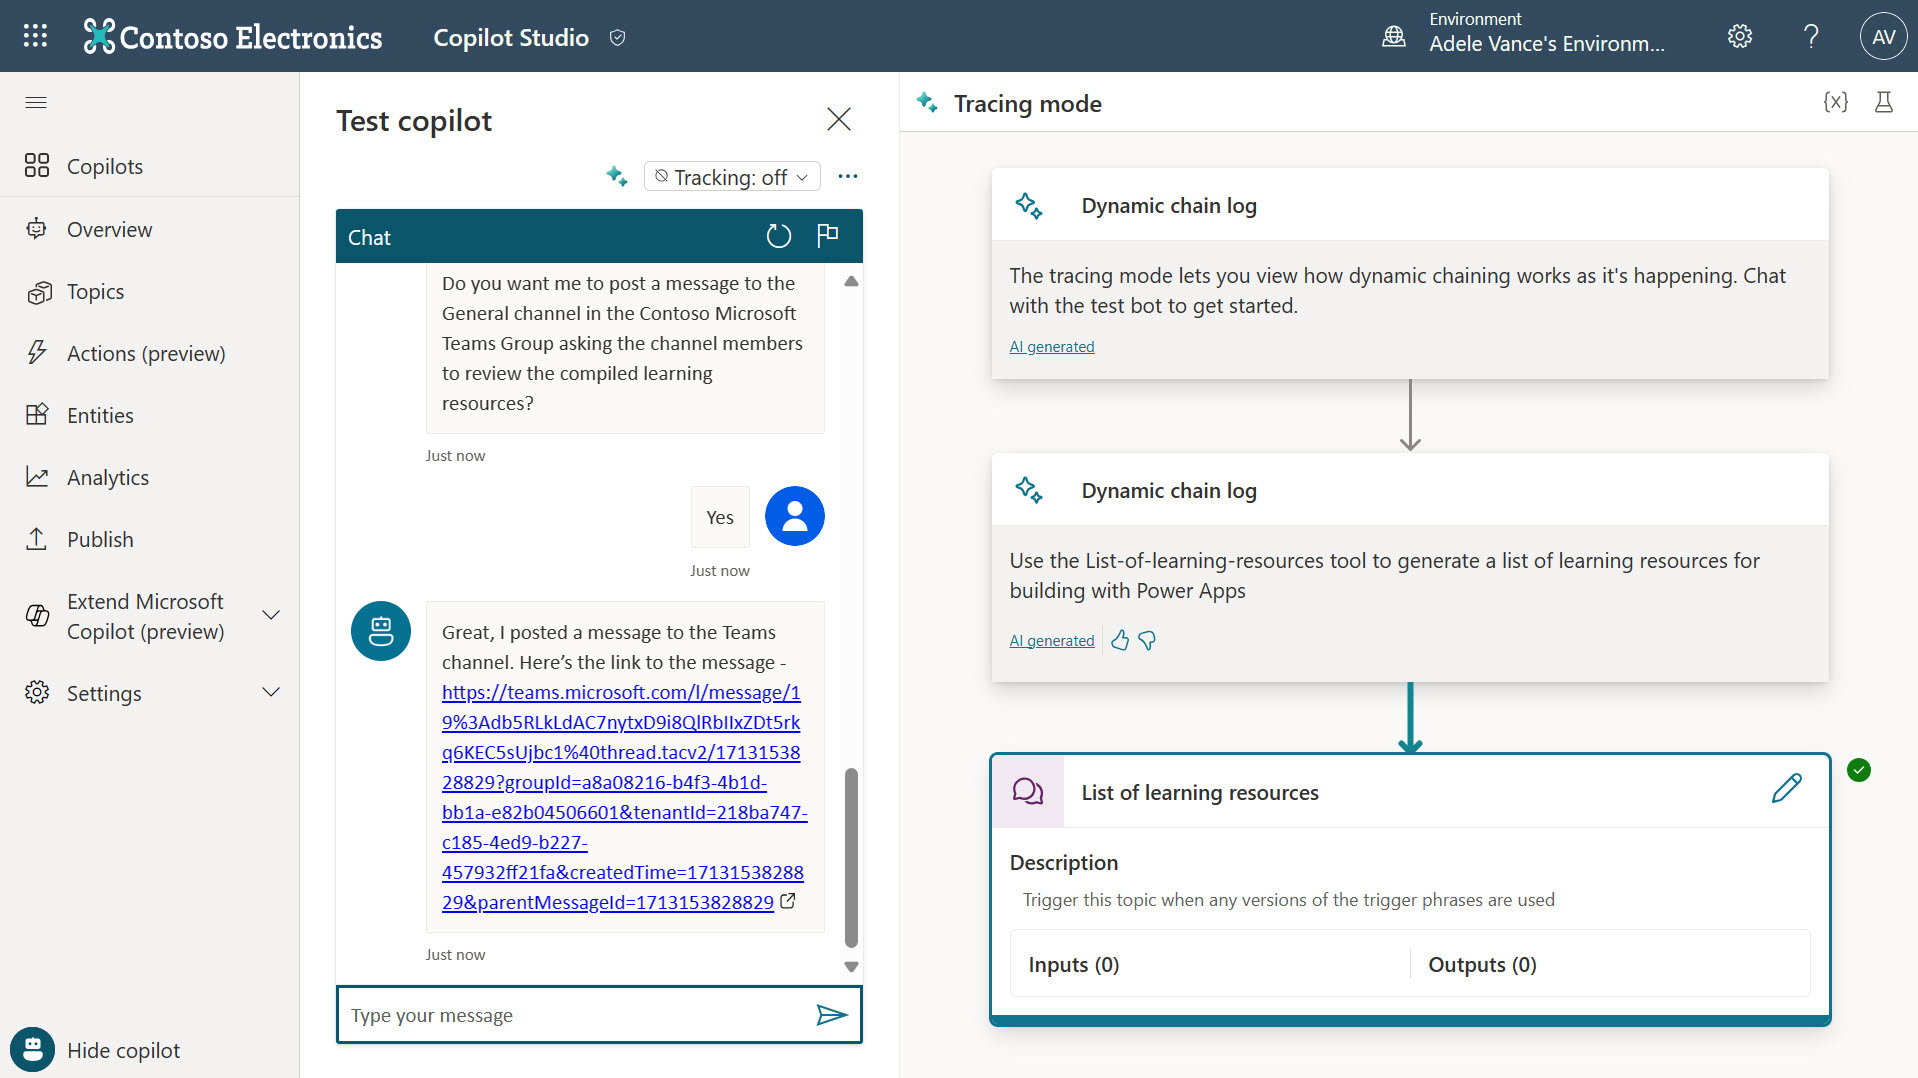 Contoso Electronics
Copilot Studio
Environment
Adele Vance's Environm...
AV
Copilots
Overview
Topics
Actions (preview)
Entities
Analytics
Publish
Extend Microsoft
Copilot (preview)
Settings
Hide copilot
Test copilot
Tracking: off
Chat
Do you want me to post a message to the
General channel in the Contoso Microsoft
Teams Group asking the channel members
to review the compiled learning
resources?
Just now
Yes
Just now
Great, I posted a message to the Teams
channel. Here’s the link to the message -
https://teams.microsoft.com/l/message/1
9%3Adb5RLkLdAC7nytxD9i8QlRbIIxZDt5rk
q6KEC5sUjbc1%40thread.tacv2/17131538
28829?groupId=a8a08216-b4f3-4b1d-
bb1a-e82b04506601&tenantId=218ba747-
c185-4ed9-b227-
457932ff21fa&createdTime=17131538288
29&parentMessageId=1713153828829
Just now
Type your message
Tracing mode
{x}
Dynamic chain log
The tracing mode lets you view how dynamic chaining works as it's happening. Chat
with the test bot to get started.
AI generated
Dynamic chain log
Use the List-of-learning-resources tool to generate a list of learning resources for
building with Power Apps
AI generated
List of learning resources
Description
Trigger this topic when any versions of the trigger phrases are used
Inputs (0)
Outputs (0)